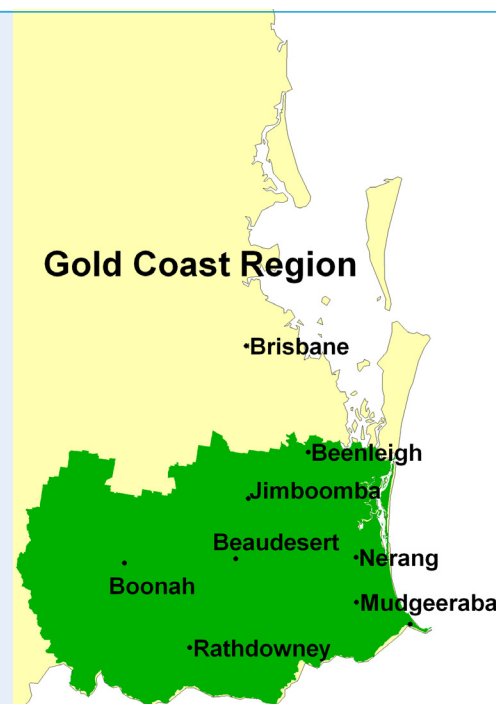 Gold Coast Region
Brisbane
Beenleigh
Jimboomba
Beaudesert
Nerang
Boonah
Mudgeeraba
Rathdowney